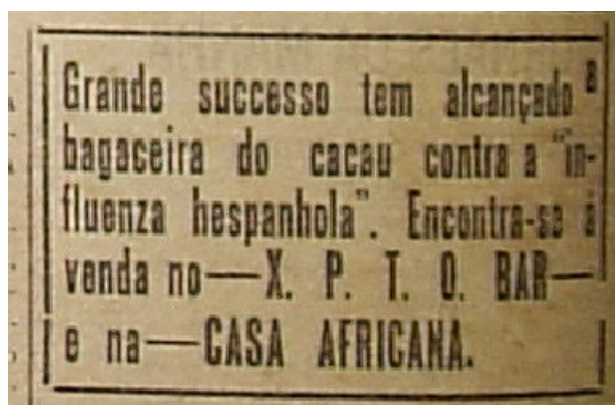 Grande successo tem alcançado a
bagaceira do cacau contra a "in-
fluenza hespanhola". Encontra-se á
venda no—X. P. T. O. BAR—
e na—CASA AFRICANA.